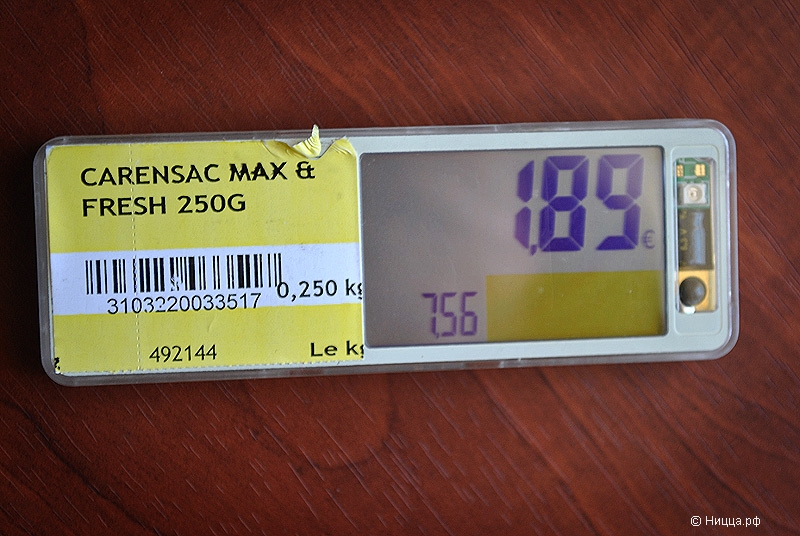 CARENSAC MAX &
FRESH 250G
3103220033517
0,250 kg
492144
Le kg
1,89 €
7,56
© Ницца.рф